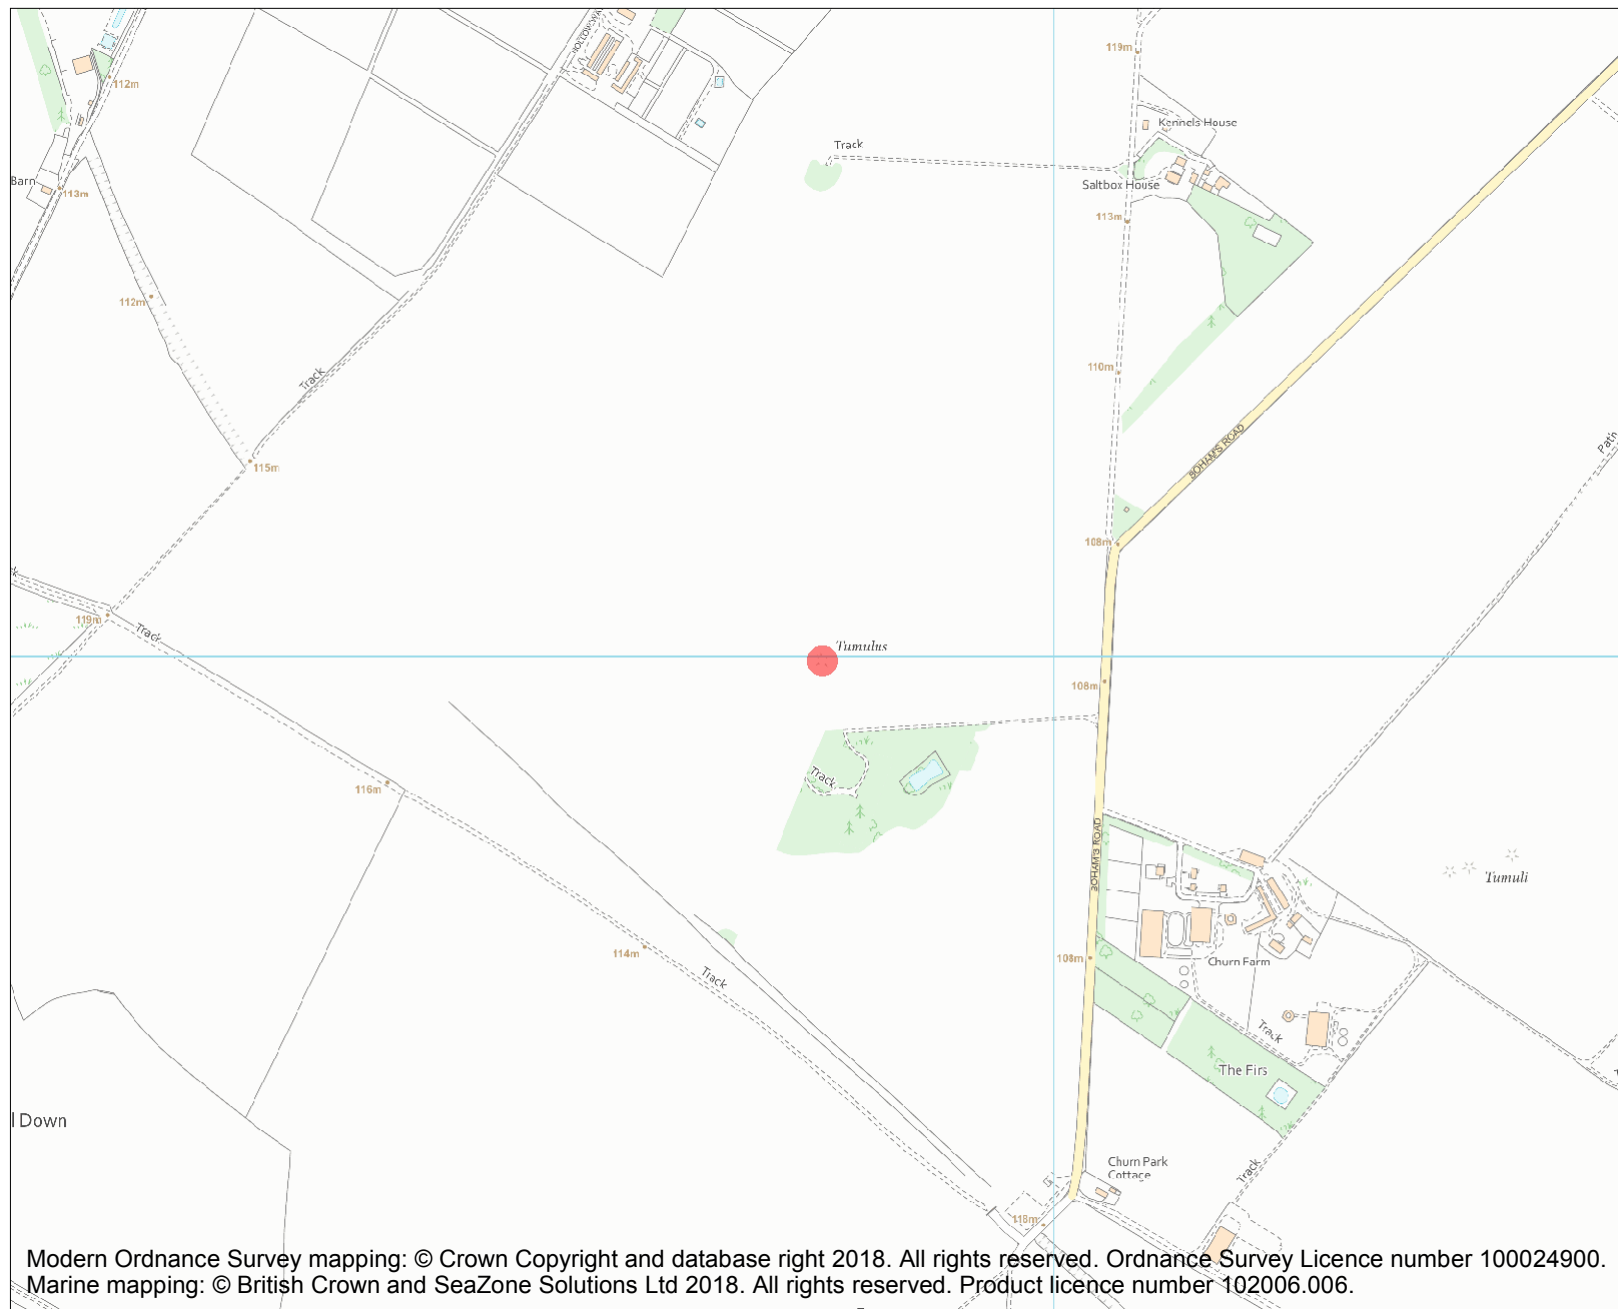 119m
112m
Kennels House
Track
Barn
113m
Saltbox House
113m
112m
110m
Track
BOHAM'S ROAD
Path
115m
108m
119m
Track
Tumulus
108m
Track
116m
BOHAM'S ROAD
Tumuli
114m
Track
108m
Churn Farm
Track
The Firs
l Down
Churn Park
Cottage
Track
118m
Modern Ordnance Survey mapping: © Crown Copyright and database right 2018. All rights reserved. Ordnance Survey Licence number 100024900.
Marine mapping: © British Crown and SeaZone Solutions Ltd 2018. All rights reserved. Product licence number 102006.006.